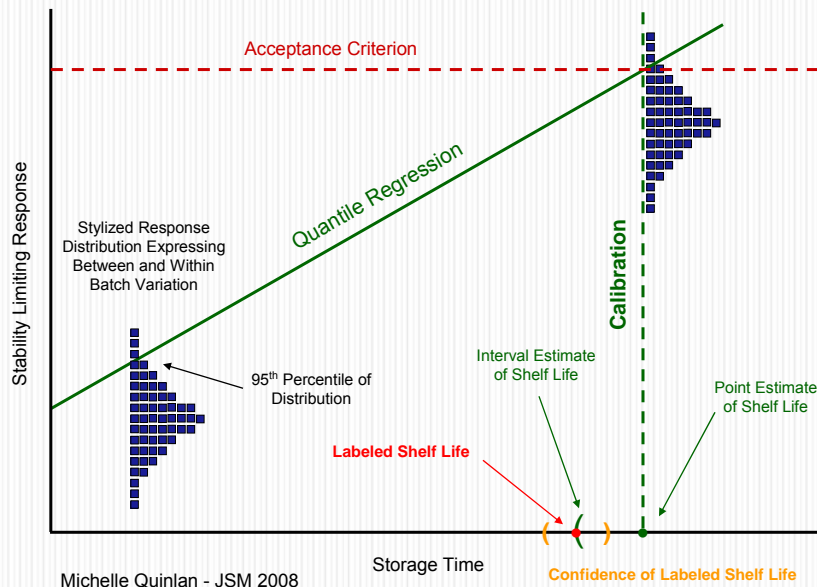 Acceptance Criterion
Stability Limiting Response
Quantile Regression
Stylized Response
Distribution Expressing
Between and Within
Batch Variation
Calibration
95th Percentile of
Distribution
Interval Estimate
of Shelf Life
Point Estimate
of Shelf Life
Labeled Shelf Life
Storage Time
Confidence of Labeled Shelf Life
Michelle Quinlan - JSM 2008